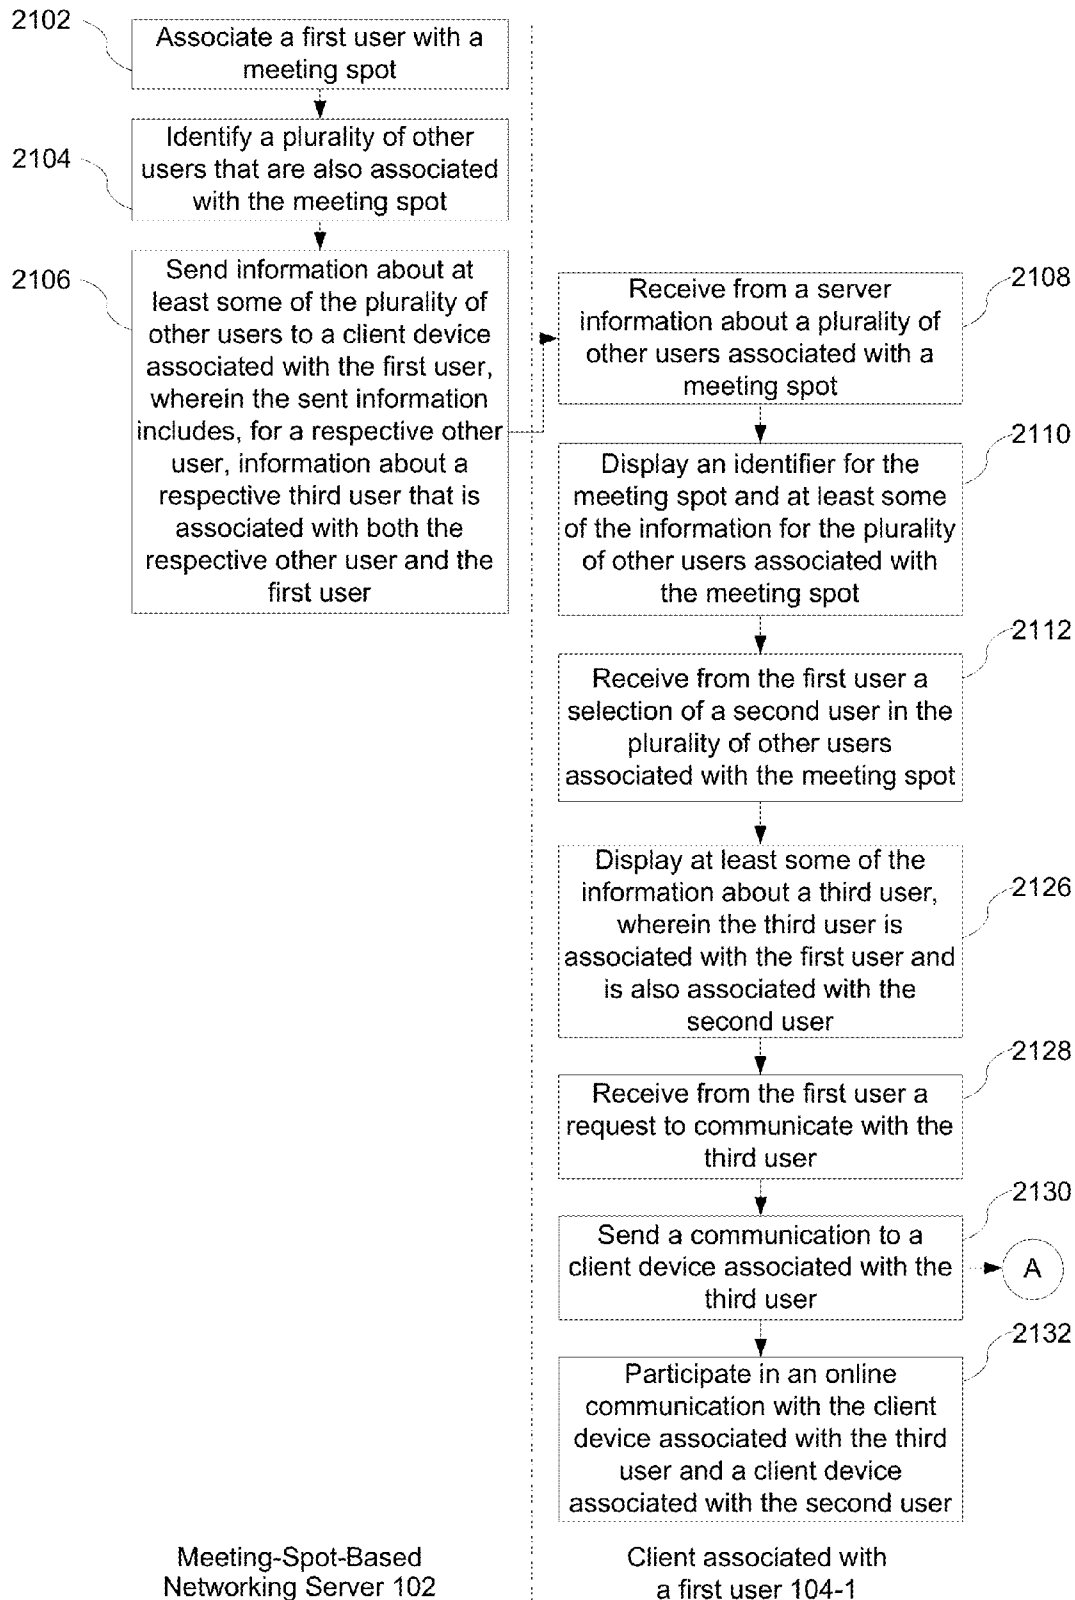 2102
Associate a first user with a
meeting spot
2104
Identify a plurality of other
users that are also associated
with the meeting spot
2106
Send information about at
least some of the plurality of
other users to a client device
associated with the first user,
wherein the sent information
includes, for a respective other
user, information about a
respective third user that is
associated with both the
respective other user and the
first user
2108
Receive from a server
information about a plurality of
other users associated with a
meeting spot
2110
Display an identifier for the
meeting spot and at least some
of the information for the plurality
of other users associated with
the meeting spot
2112
Receive from the first user a
selection of a second user in the
plurality of other users
associated with the meeting spot
2126
Display at least some of the
information about a third user,
wherein the third user is
associated with the first user and
is also associated with the
second user
2128
Receive from the first user a
request to communicate with the
third user
2130
Send a communication to a
client device associated with the
third user
A
2132
Participate in an online
communication with the client
device associated with the third
user and a client device
associated with the second user
Meeting-Spot-Based
Networking Server 102
Client associated with
a first user 104-1